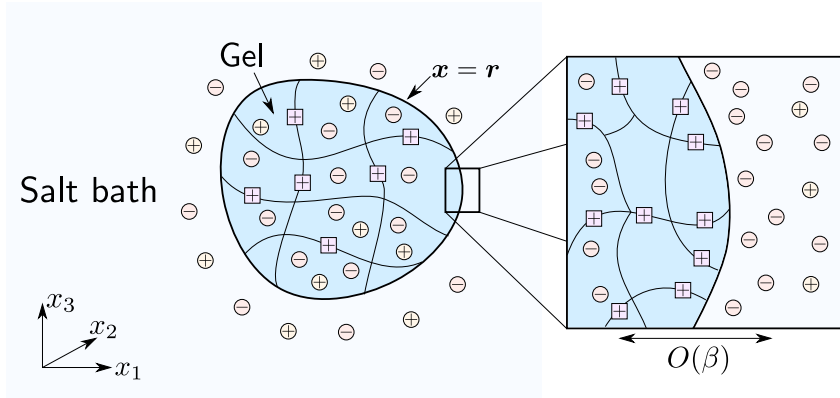 Gel
x = r
Salt bath
x₃
x₂
x₁
O(β)